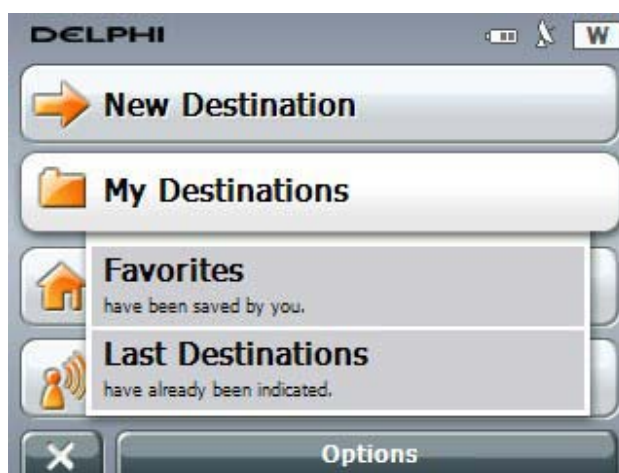 DELPHI
W
New Destination
My Destinations
Favorites
have been saved by you.
Last Destinations
have already been indicated.
Options